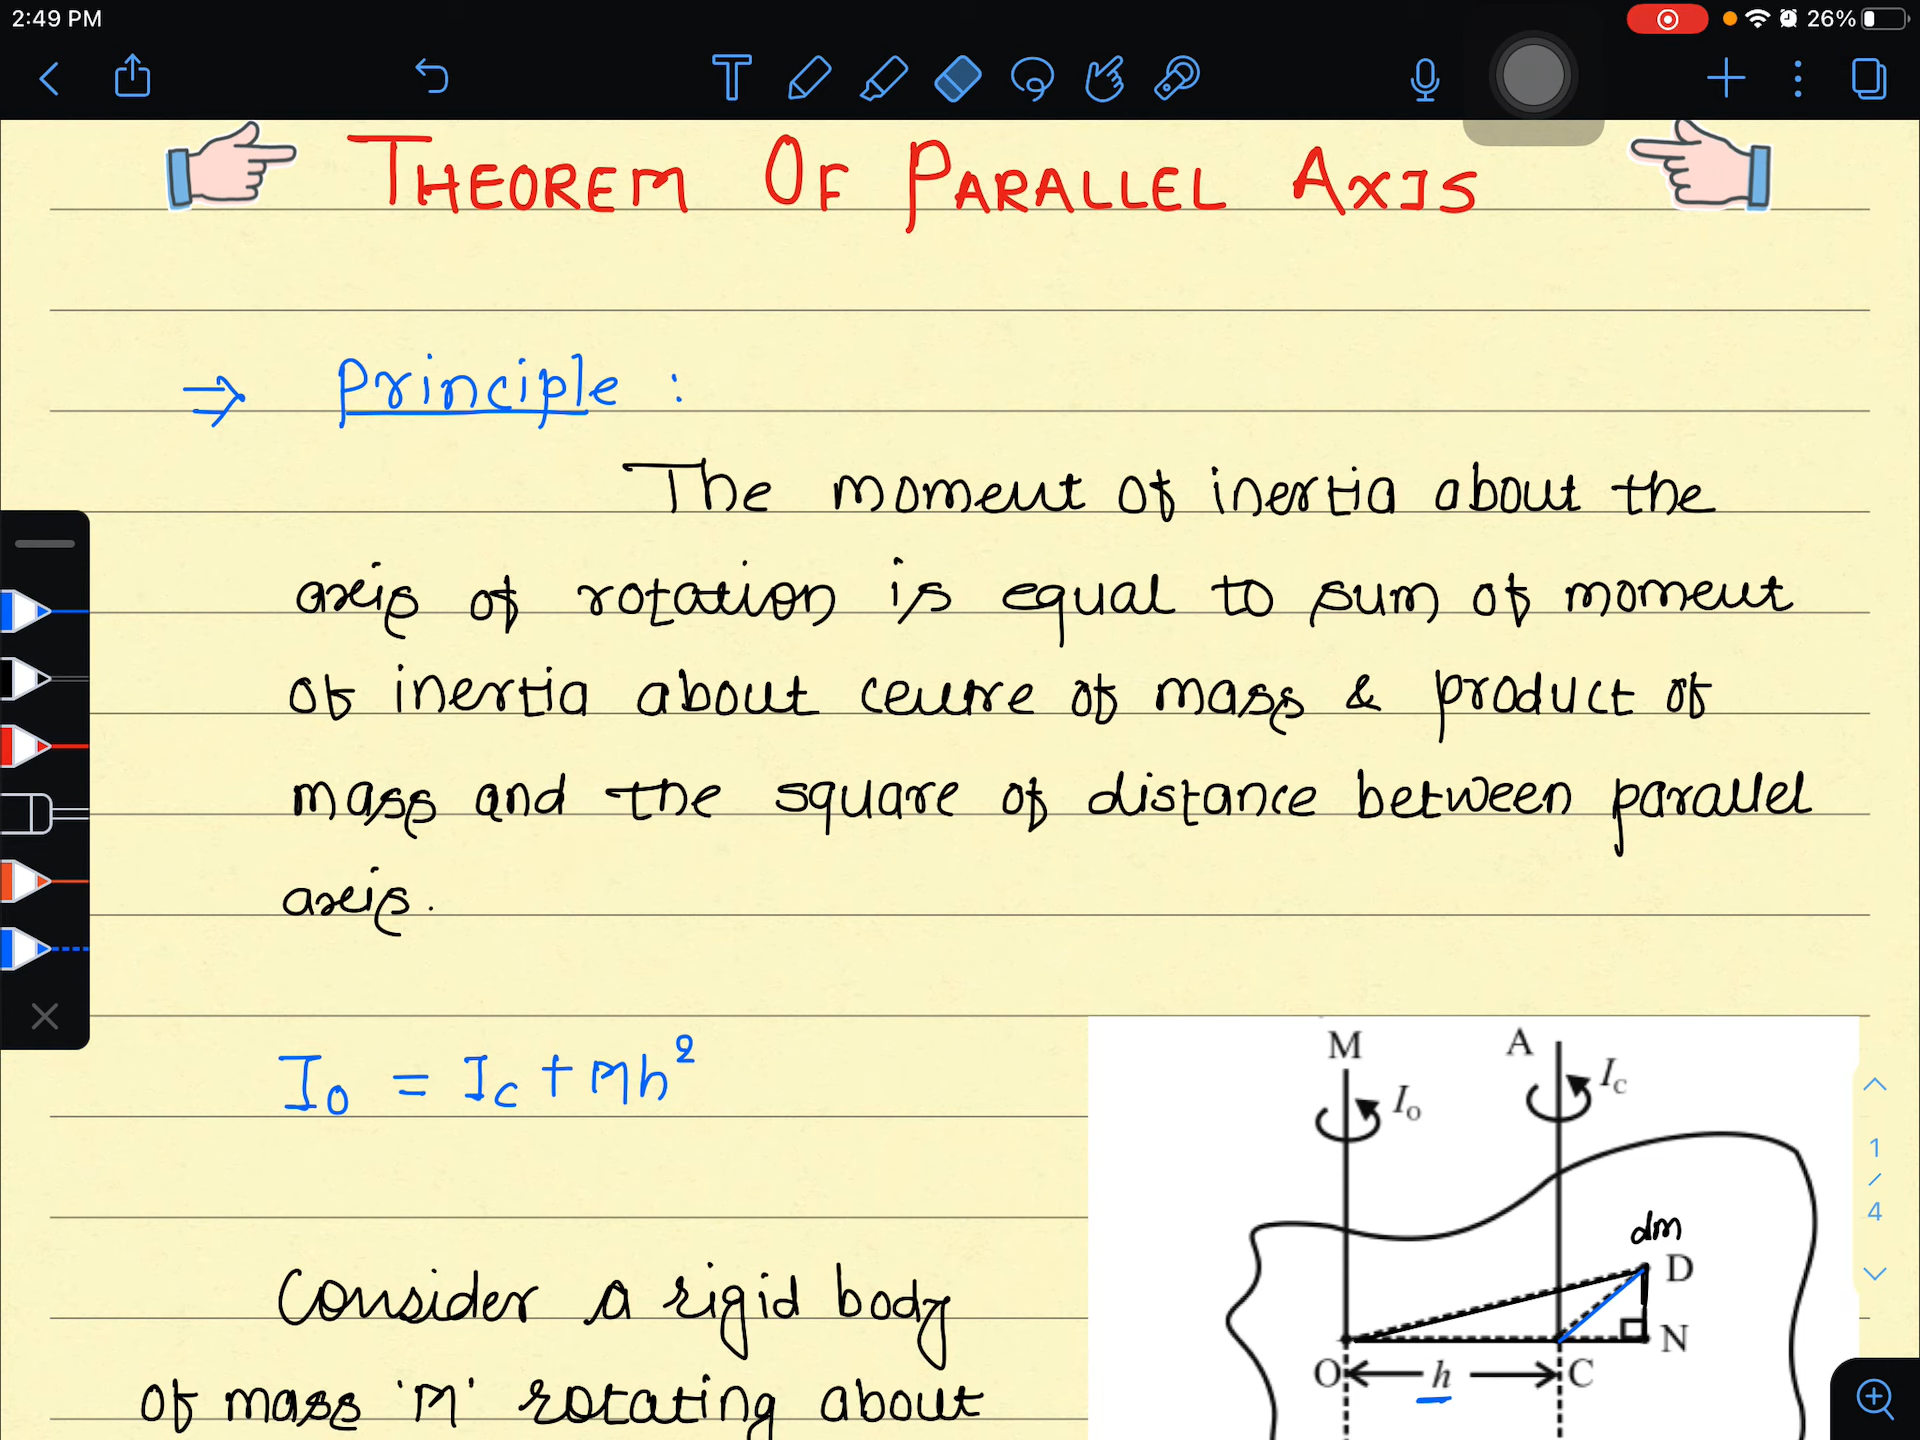 2:49 PM
26%
THEOREM OF PARALLEL AXIS
⇒ Principle :
The moment of inertia about the
axis of rotation is equal to sum of moment
of inertia about centre of mass & product of
mass and the square of distance between parallel
axis.
I₀ = Ic + Mh²
M
A
Io
Ic
dm
D
N
O
h
C
1
/
4
Consider a rigid body
of mass 'M' rotating about